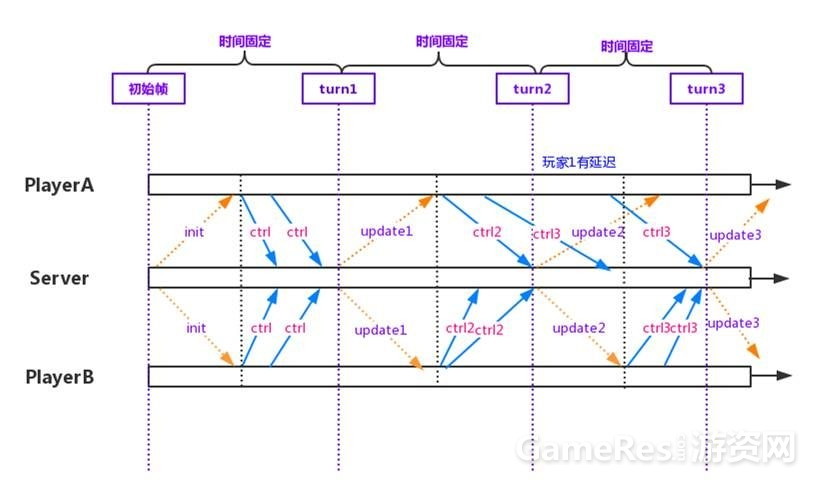 时间固定
时间固定
时间固定
初始帧
turn1
turn2
turn3
玩家1有延迟
PlayerA
init
ctrl
ctrl
update1
ctrl2
ctrl3
update2
ctrl3
update3
Server
init
ctrl
ctrl
update1
ctrl2
ctrl2
update2
ctrl3
ctrl3
update3
PlayerB
GameRes游资网